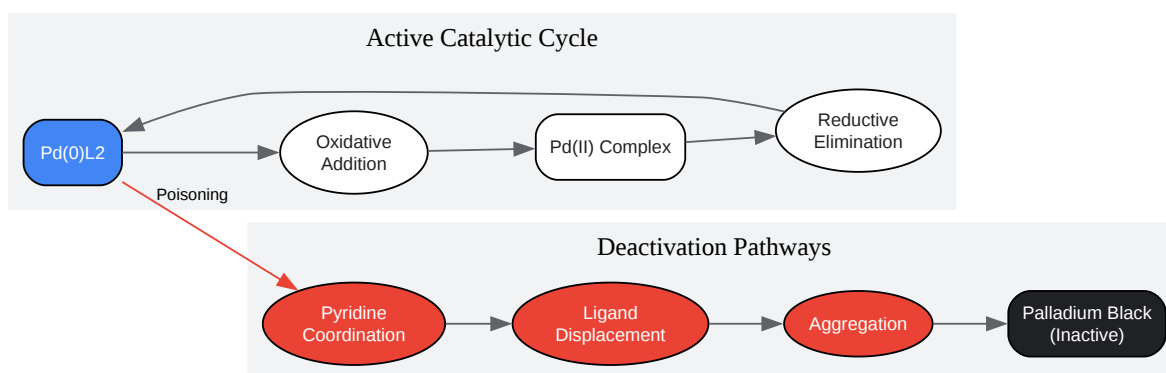 Active Catalytic Cycle
Pd(0)L2
Oxidative
Addition
Pd(II) Complex
Reductive
Elimination
Poisoning
Deactivation Pathways
Pyridine
Coordination
Ligand
Displacement
Aggregation
Palladium Black
(Inactive)